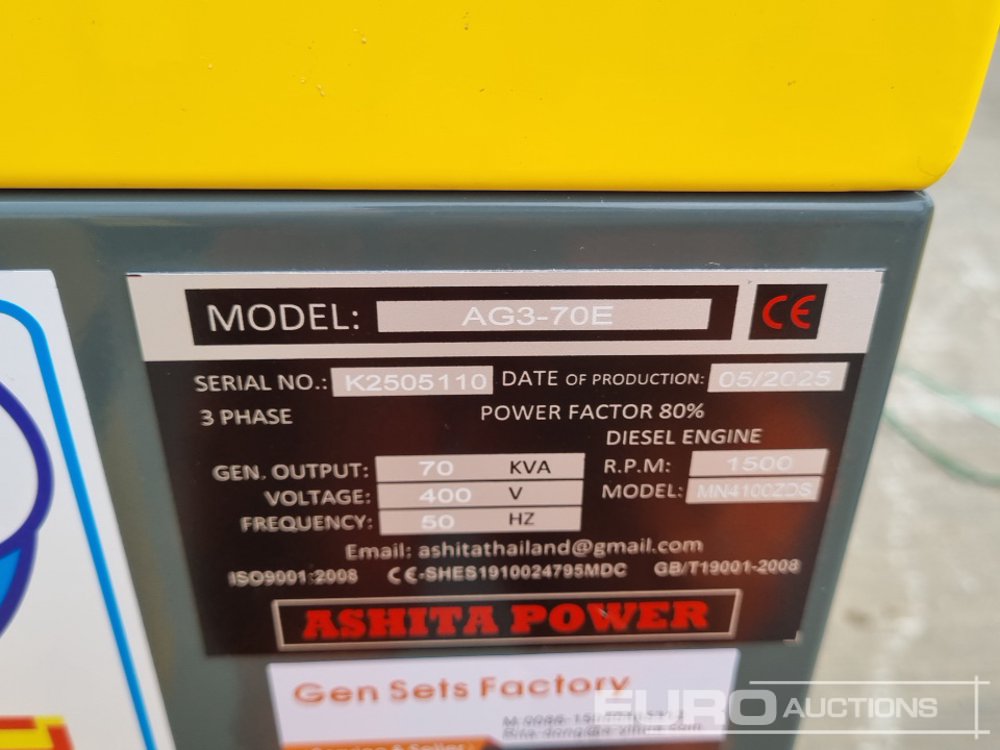 MODEL: AG3-70E CE
SERIAL NO.: K2505110 DATE OF PRODUCTION: 05/2025
3 PHASE POWER FACTOR 80%
DIESEL ENGINE
GEN. OUTPUT: 70 KVA R.P.M: 1500
VOLTAGE: 400 V MODEL: MN4100ZDS
FREQUENCY: 50 HZ
Email: ashitathailand@gmail.com
ISO9001:2008 CE-SHES1910024795MDC GB/T19001-2008
ASHITA POWER
Gen Sets Factory
EURO AUCTIONS